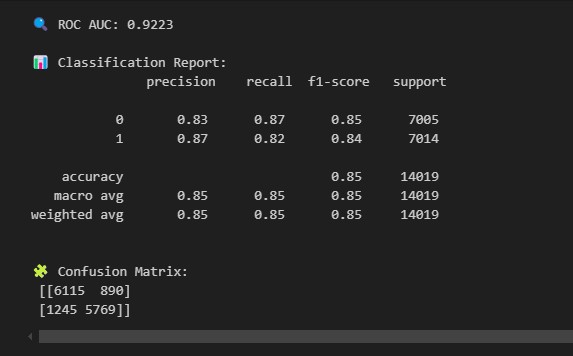 🔍 ROC AUC: 0.9223
📊 Classification Report:
precision recall f1-score support
0 0.83 0.87 0.85 7005
1 0.87 0.82 0.84 7014
accuracy 0.85 14019
macro avg 0.85 0.85 0.85 14019
weighted avg 0.85 0.85 0.85 14019
🧩 Confusion Matrix:
[[6115 890]
[1245 5769]]